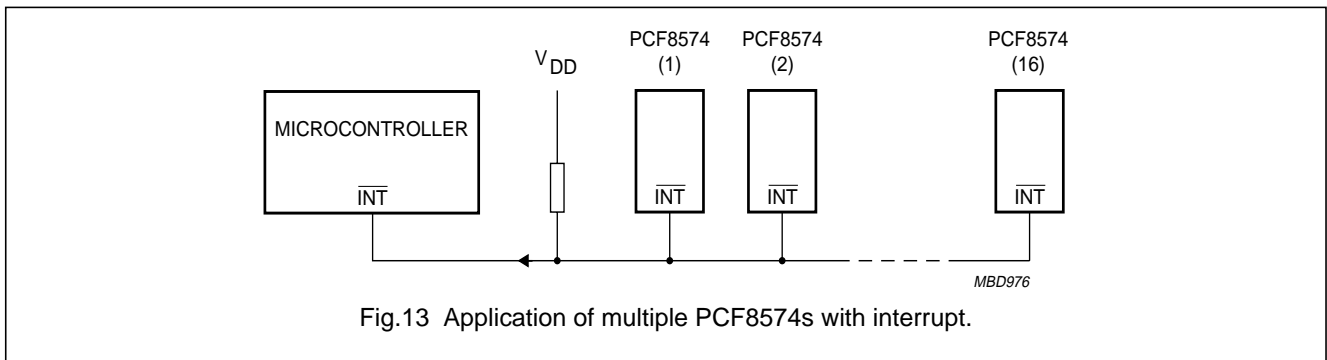 PCF8574 PCF8574 PCF8574
(1) (2) (16)
VDD
MICROCONTROLLER
INT INT INT INT
MBD976
Fig.13 Application of multiple PCF8574s with interrupt.